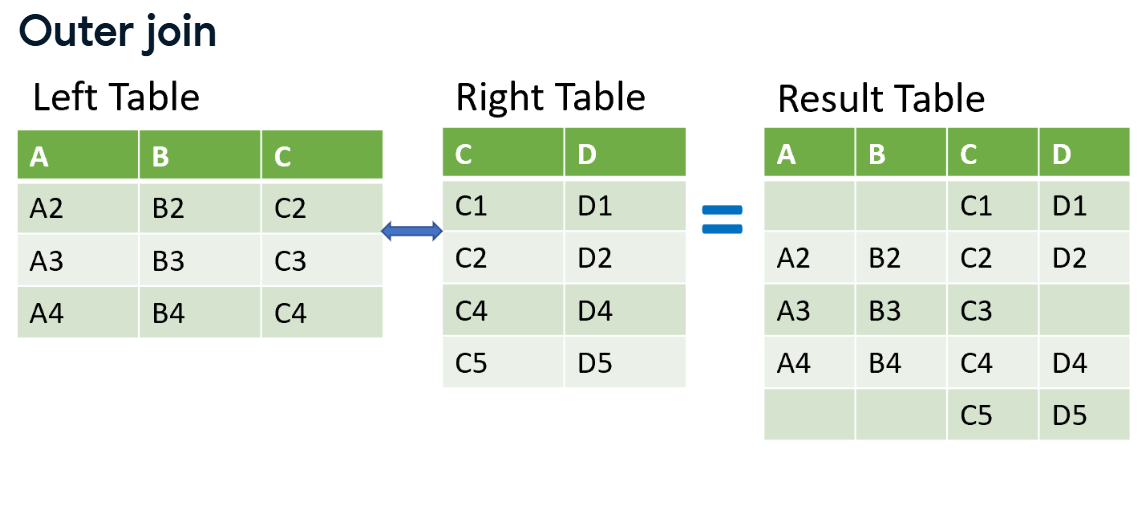 Outer join
Left Table
A B C
A2 B2 C2
A3 B3 C3
A4 B4 C4
Right Table
C D
C1 D1
C2 D2
C4 D4
C5 D5
=
Result Table
A B C D
C1 D1
A2 B2 C2 D2
A3 B3 C3
A4 B4 C4 D4
C5 D5